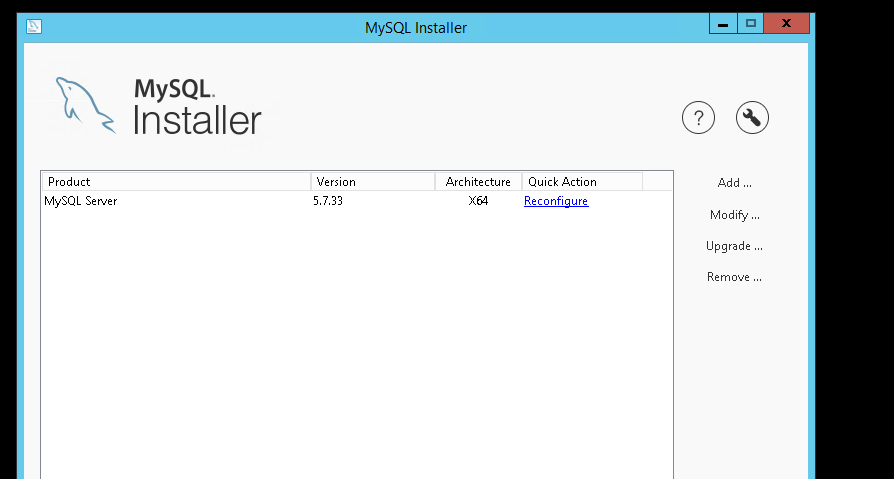 MySQL Installer
MySQL.
Installer
?
Product Version Architecture Quick Action
MySQL Server 5.7.33 X64 Reconfigure
Add ...
Modify ...
Upgrade ...
Remove ...